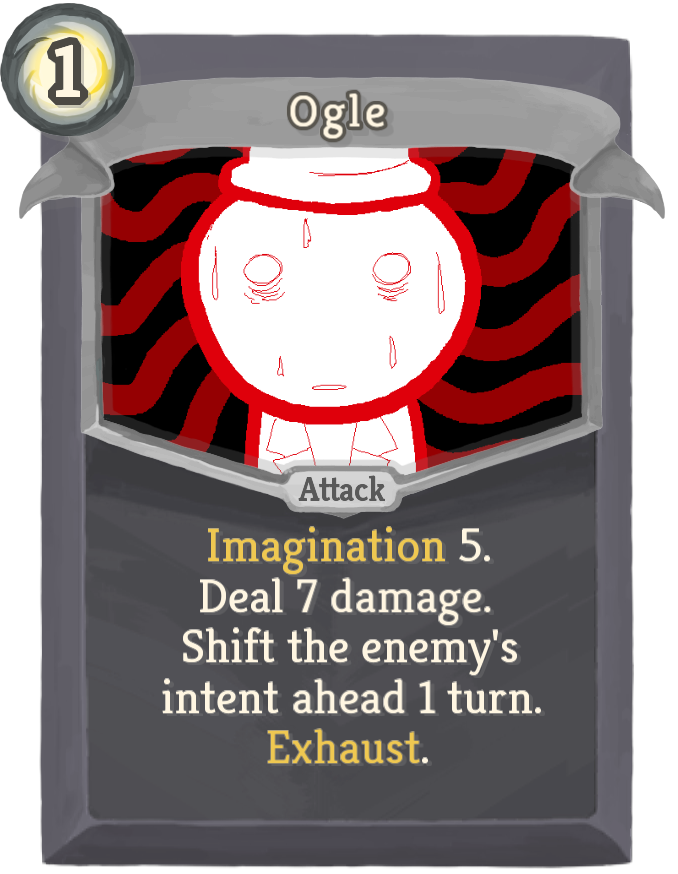 1
Ogle
Attack
Imagination 5.
Deal 7 damage.
Shift the enemy's
intent ahead 1 turn.
Exhaust.